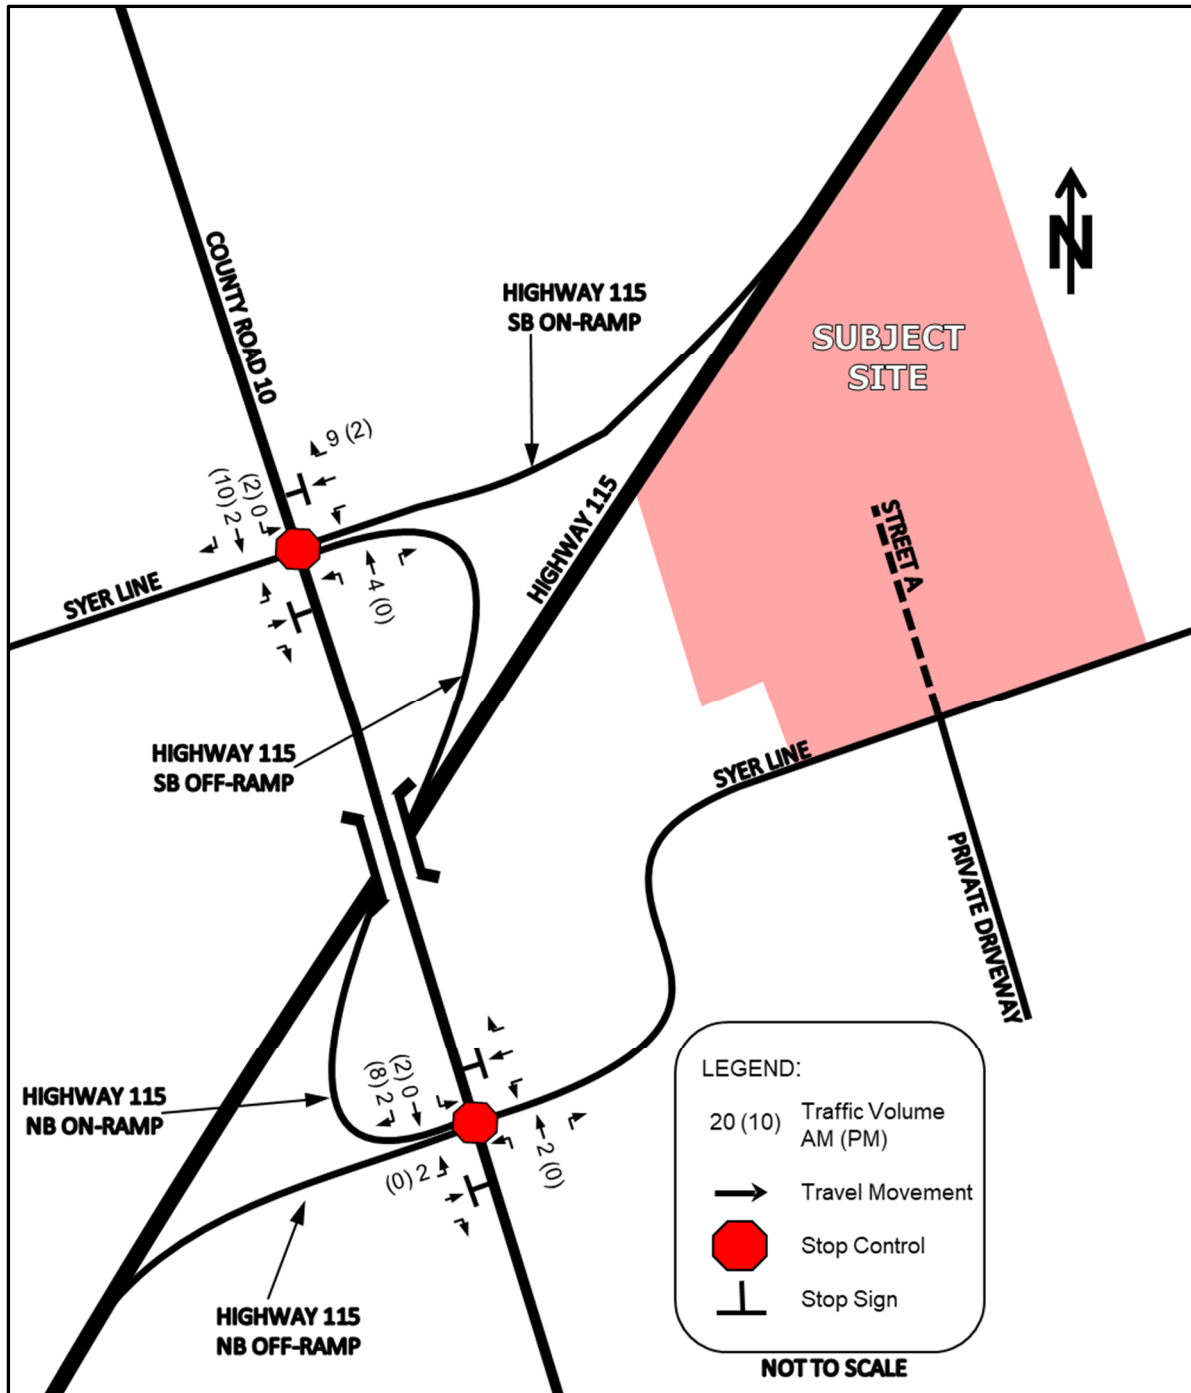 COUNTY ROAD 10
HIGHWAY 115
SB ON-RAMP
N
SUBJECT
SITE
9 (2)
(2) 0
(10) 2
SYER LINE
4 (0)
HIGHWAY 115
STREET A
HIGHWAY 115
SB OFF-RAMP
SYER LINE
PRIVATE DRIVEWAY
HIGHWAY 115
NB ON-RAMP
(2) 0
(8) 2
2 (0)
(0) 2
HIGHWAY 115
NB OFF-RAMP
LEGEND:
20 (10)
Traffic Volume
AM (PM)
Travel Movement
Stop Control
Stop Sign
NOT TO SCALE